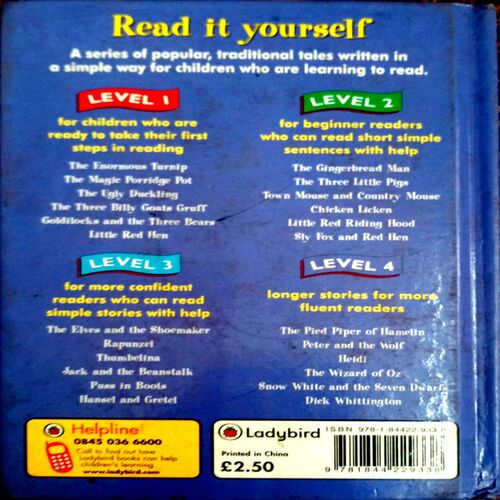 Read it yourself
A series of popular, traditional tales written in
a simple way for children who are learning to read.
LEVEL 1
for children who are
ready to take their first
steps in reading
The Enormous Turnip
The Magic Porridge Pot
The Ugly Duckling
The Three Billy Goats Gruff
Goldilocks and the Three Bears
Little Red Hen
LEVEL 2
for beginner readers
who can read short simple
sentences with help
The Gingerbread Man
The Three Little Pigs
Town Mouse and Country Mouse
Chicken Licken
Little Red Riding Hood
Sly Fox and Red Hen
LEVEL 3
for more confident
readers who can read
simple stories with help
The Elves and the Shoemaker
Rapunzel
Thumbelina
Jack and the Beanstalk
Puss in Boots
Hansel and Gretel
LEVEL 4
longer stories for more
fluent readers
The Pied Piper of Hamelin
Peter and the Wolf
Heidi
The Wizard of Oz
Snow White and the Seven Dwarfs
Dick Whittington
Helpline
0845 036 6600
Call to find out how
Ladybird books can help
children's learning
www.ladybird.com
Ladybird
Printed in China
£2.50
ISBN 978-1-84422-933-8
9 781844 229338